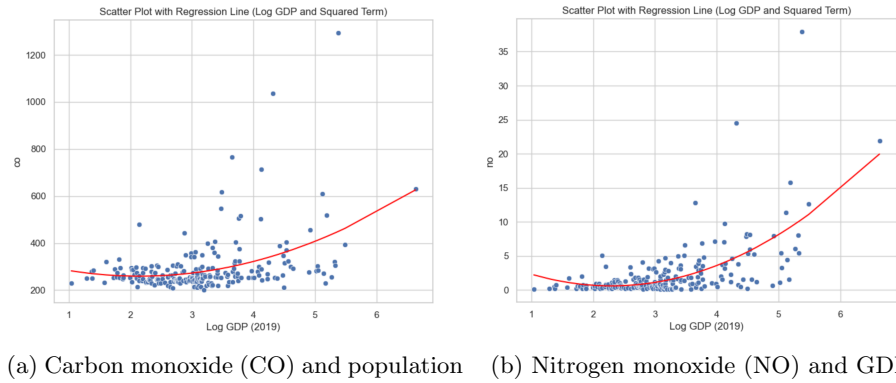 Scatter Plot with Regression Line (Log GDP and Squared Term)
1200
1000
800
600
400
200
co
1 2 3 4 5 6
Log GDP (2019)
(a) Carbon monoxide (CO) and population
Scatter Plot with Regression Line (Log GDP and Squared Term)
35
30
25
20
15
10
5
0
no
1 2 3 4 5 6
Log GDP (2019)
(b) Nitrogen monoxide (NO) and GD